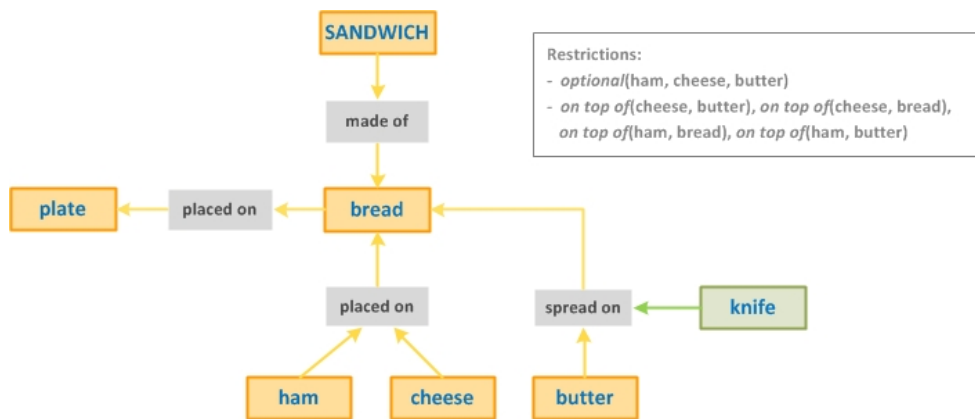 SANDWICH
Restrictions:
- optional(ham, cheese, butter)
- on top of(cheese, butter), on top of(cheese, bread),
on top of(ham, bread), on top of(ham, butter)
made of
plate
placed on
bread
placed on
spread on
knife
ham
cheese
butter